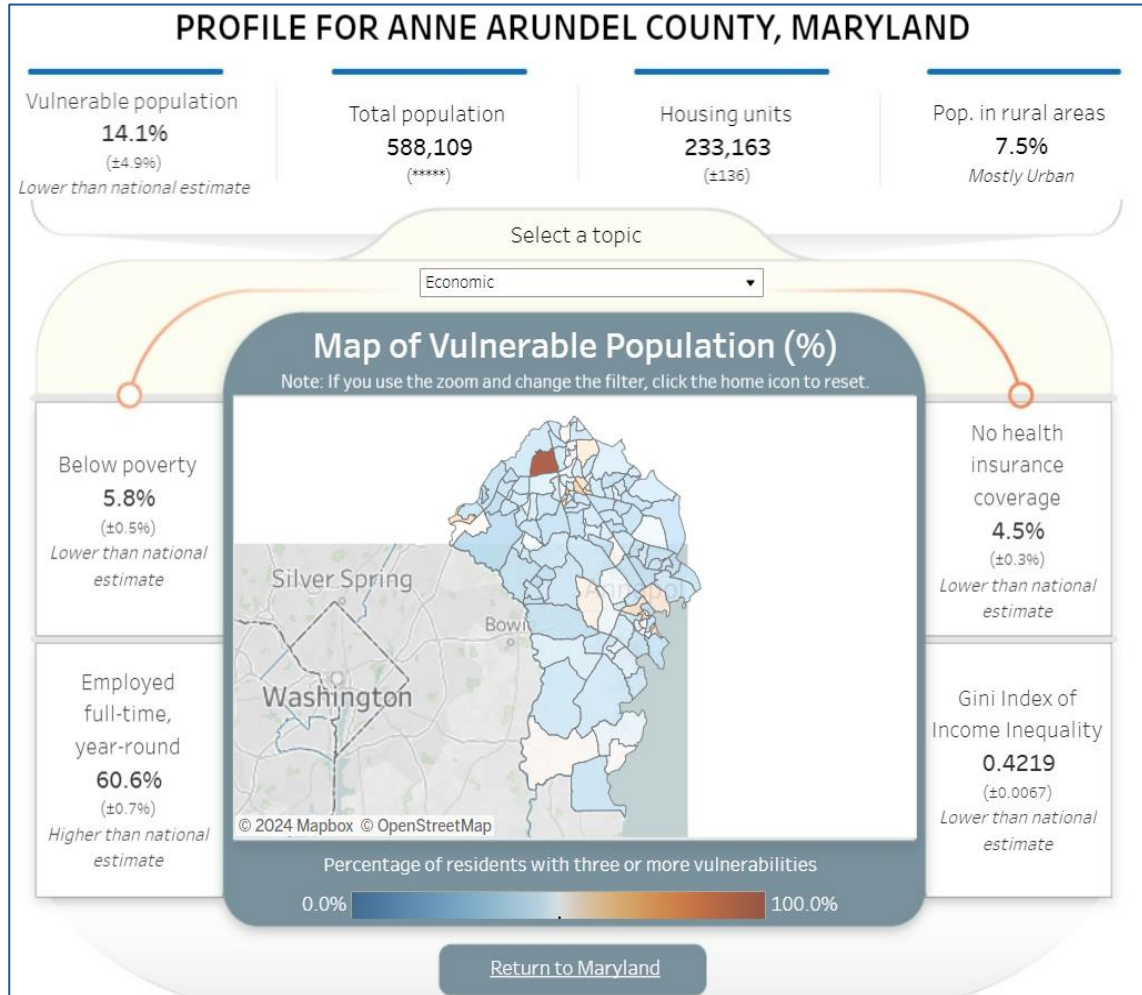 PROFILE FOR ANNE ARUNDEL COUNTY, MARYLAND
Vulnerable population
14.1%
(±4.9%)
Lower than national estimate
Total population
588,109
(*****)
Housing units
233,163
(±136)
Pop. in rural areas
7.5%
Mostly Urban
Select a topic
Economic
Map of Vulnerable Population (%)
Note: If you use the zoom and change the filter, click the home icon to reset.
Below poverty
5.8%
(±0.5%)
Lower than national
estimate
Employed
full-time,
year-round
60.6%
(±0.7%)
Higher than national
estimate
Silver Spring
Bowie
Washington
© 2024 Mapbox © OpenStreetMap
No health
insurance
coverage
4.5%
(±0.3%)
Lower than national
estimate
Gini Index of
Income Inequality
0.4219
(±0.0067)
Lower than national
estimate
Percentage of residents with three or more vulnerabilities
0.0%
100.0%
Return to Maryland